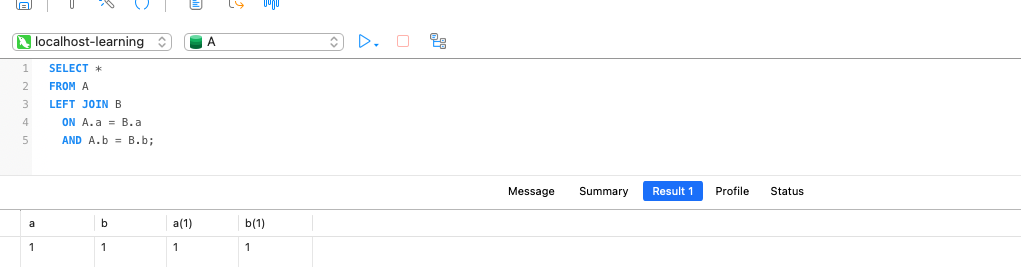 localhost-learning A
1 SELECT *
2 FROM A
3 LEFT JOIN B
4 ON A.a = B.a
5 AND A.b = B.b;
Message Summary Result 1 Profile Status
a b a(1) b(1)
1 1 1 1